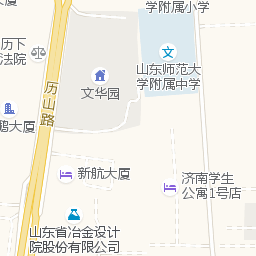 学附属小学
历下
法院
山东师范大
学附属中学
文华园
历山路
大厦
新航大厦
济南学生
公寓1号店
山东省冶金设计
院股份有限公司